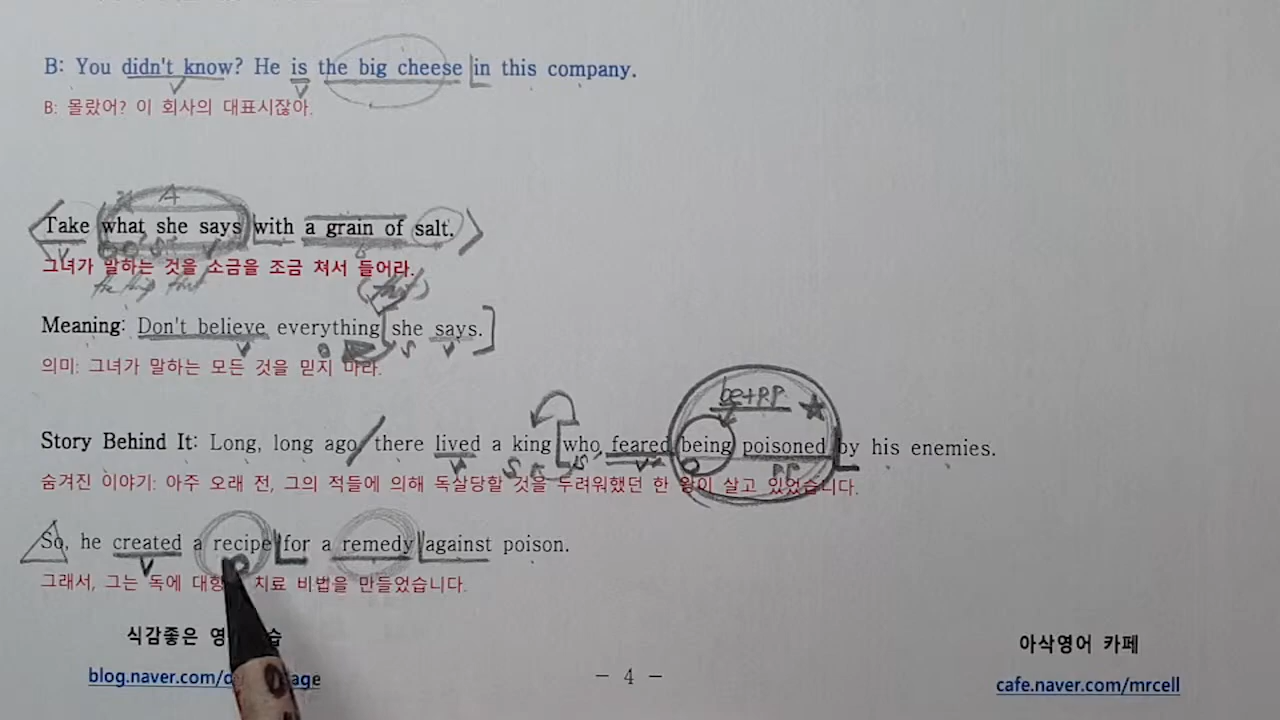 B: You didn't know? He is the big cheese in this company.
B: 몰랐어? 이 회사의 대표시잖아.
A
Take what she says with a grain of salt.
그녀가 말하는 것을 소금을 조금 쳐서 들어라.
the thing that
(that)
Meaning: Don't believe everything she says.
V O S V
의미: 그녀가 말하는 모든 것을 믿지 마라.
be+p.p.
Story Behind It: Long, long ago there lived a king who feared being poisoned by his enemies.
숨겨진 이야기: 아주 오래 전, 그의 적들에 의해 독살당할 것을 두려워했던 한 왕이 살고 있었습니다.
So, he created a recipe for a remedy against poison.
V O
그래서, 그는 독에 대항 치료 비법을 만들었습니다.
식감좋은
아삭영어 카페
blog.naver.com/
- 4 -
cafe.naver.com/mrcell